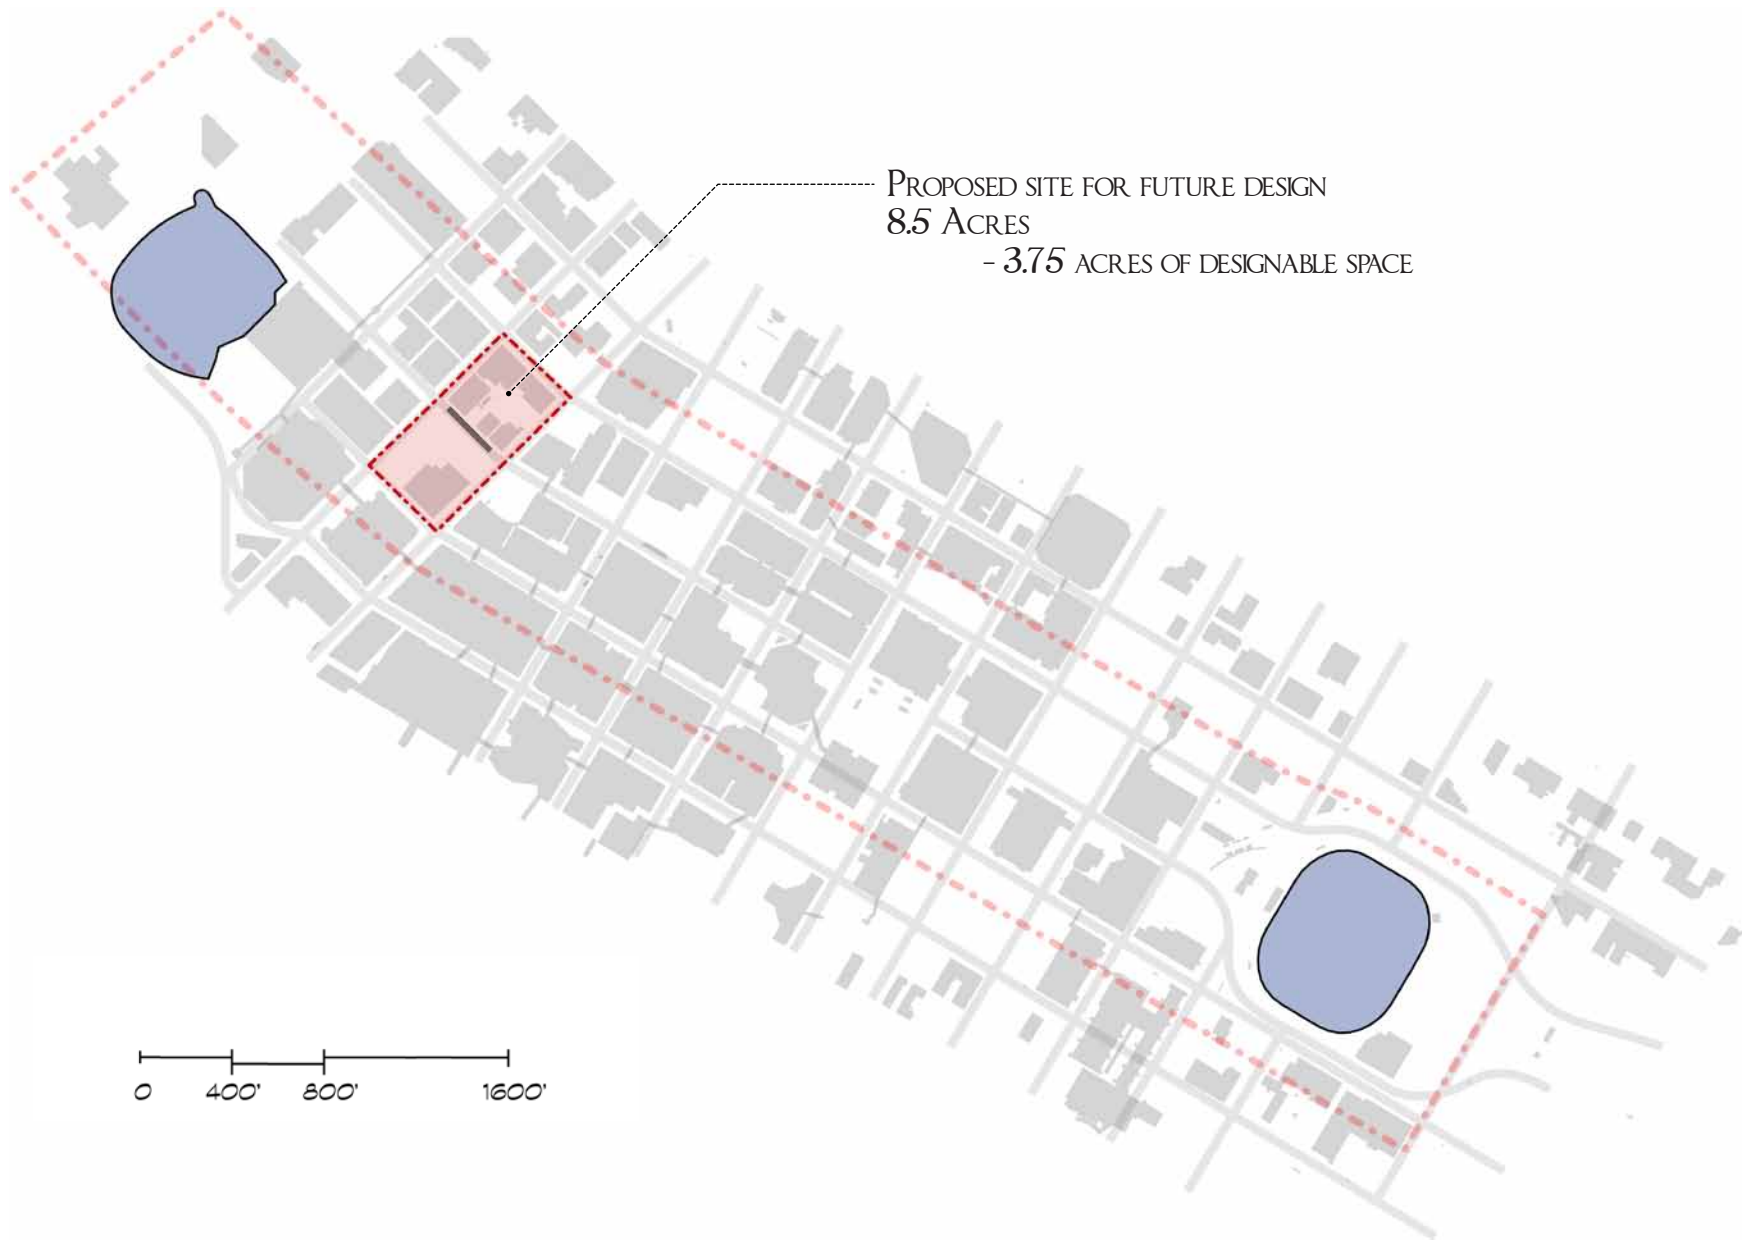 Proposed site for future design
8.5 Acres
- 3.75 acres of designable space
0 400' 800' 1600'